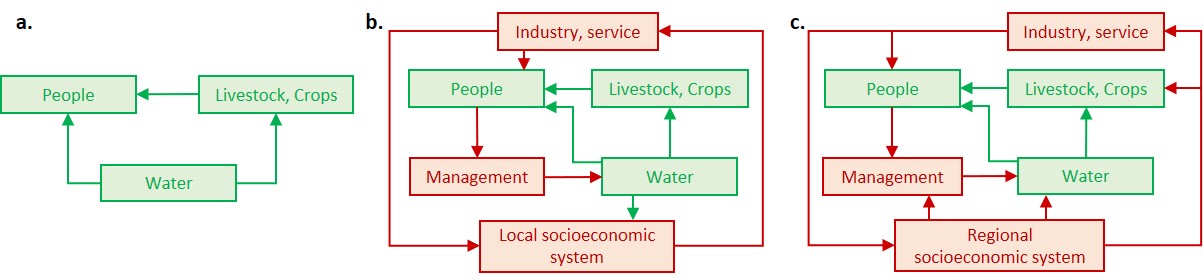 a.
People
Livestock, Crops
Water
b.
Industry, service
People
Livestock, Crops
Management
Water
Local socioeconomic
system
c.
Industry, service
People
Livestock, Crops
Management
Water
Regional
socioeconomic system